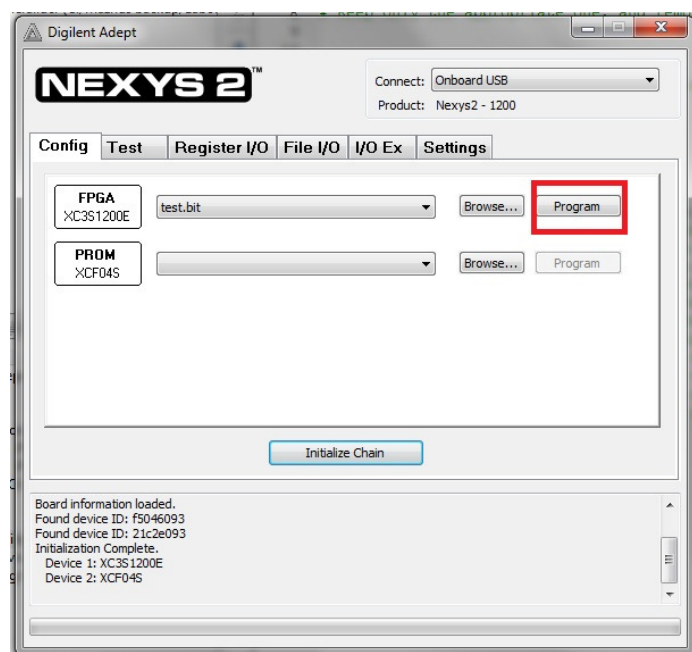 Digilent Adept
NEXYS 2™
Connect: Onboard USB
Product: Nexys2 - 1200
Config Test Register I/O File I/O I/O Ex Settings
FPGA
XC3S1200E
test.bit Browse... Program
PROM
XCF04S
Browse... Program
Initialize Chain
Board information loaded.
Found device ID: f5046093
Found device ID: 21c2e093
Initialization Complete.
Device 1: XC3S1200E
Device 2: XCF04S